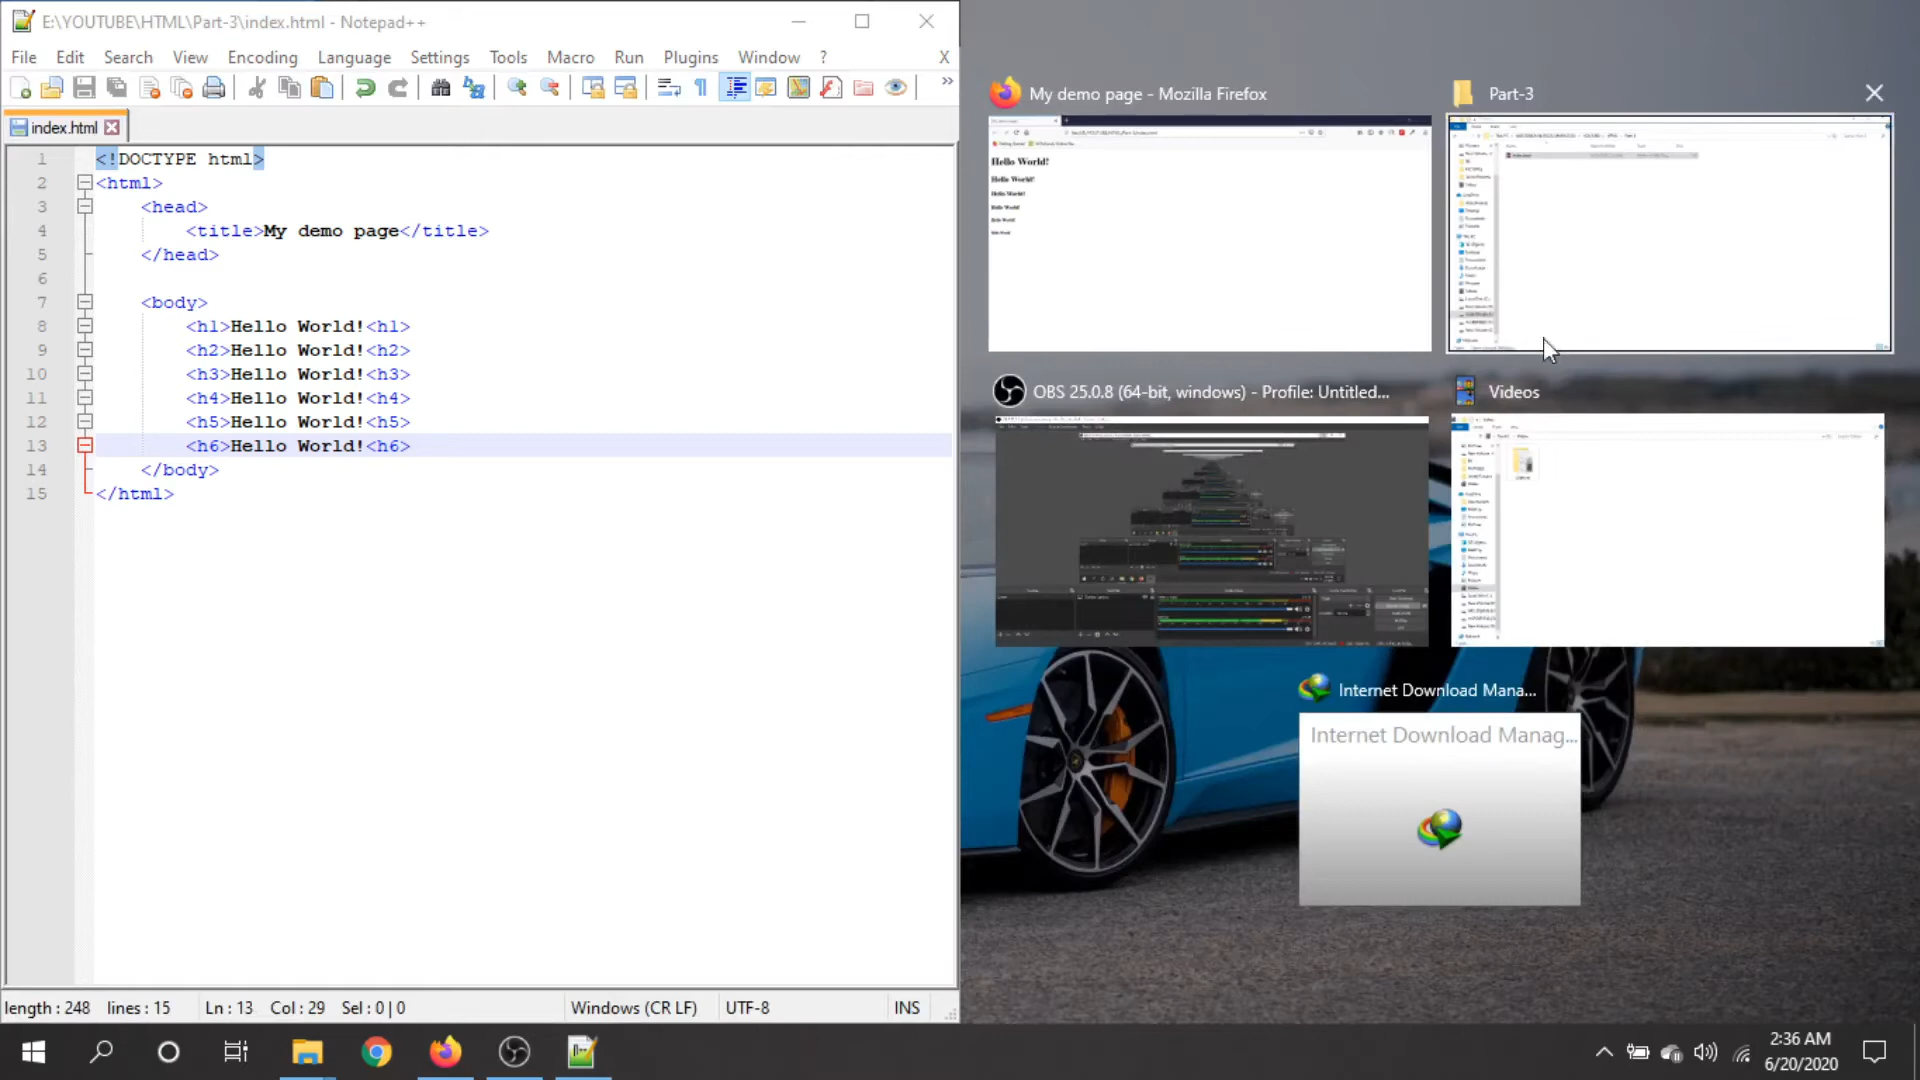 E:\YOUTUBE\HTML\Part-3\index.html - Notepad++
File Edit Search View Encoding Language Settings Tools Macro Run Plugins Window ? X
index.html
1 <!DOCTYPE html>
2 <html>
3 <head>
4 <title>My demo page</title>
5 </head>
6
7 <body>
8 <h1>Hello World!<h1>
9 <h2>Hello World!<h2>
10 <h3>Hello World!<h3>
11 <h4>Hello World!<h4>
12 <h5>Hello World!<h5>
13 <h6>Hello World!<h6>
14 </body>
15 </html>
length : 248 lines : 15 Ln : 13 Col : 29 Sel : 0 | 0 Windows (CR LF) UTF-8 INS
My demo page - Mozilla Firefox
Hello World!
Hello World!
Hello World!
Hello World!
Part-3
OBS 25.0.8 (64-bit, windows) - Profile: Untitled...
Videos
Internet Download Mana...
Internet Download Manag...
2:36 AM
6/20/2020